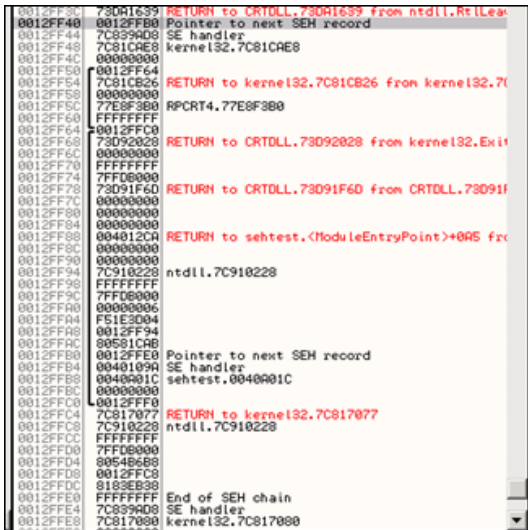 0012FF3C 73DA1639 RETURN to CRTDLL.73DA1639 from ntdll.RtlLeav
0012FF40 0012FFB0 Pointer to next SEH record
0012FF44 7C839AD8 SE handler
0012FF48 7C81CAE8 kernel32.7C81CAE8
0012FF4C 00000000
0012FF50 0012FF64
0012FF54 7C81CB26 RETURN to kernel32.7C81CB26 from kernel32.7C
0012FF58 00000000
0012FF5C 77E8F3B0 RPCRT4.77E8F3B0
0012FF60 FFFFFFFF
0012FF64 0012FFC0
0012FF68 73D92028 RETURN to CRTDLL.73D92028 from kernel32.Exit
0012FF6C 00000000
0012FF70 FFFFFFFF
0012FF74 7FFDB000
0012FF78 73D91F6D RETURN to CRTDLL.73D91F6D from CRTDLL.73D91F
0012FF7C 00000000
0012FF80 00000000
0012FF84 00000000
0012FF88 004012CA RETURN to sehtest.<ModuleEntryPoint>+0A5 fro
0012FF8C 00000000
0012FF90 00000000
0012FF94 7C910228 ntdll.7C910228
0012FF98 FFFFFFFF
0012FF9C 7FFDB000
0012FFA0 00000006
0012FFA4 F51E3D04
0012FFA8 0012FF94
0012FFAC 80581CAB
0012FFB0 0012FFE0 Pointer to next SEH record
0012FFB4 0040109A SE handler
0012FFB8 0040A01C sehtest.0040A01C
0012FFBC 00000000
0012FFC0 0012FFF0
0012FFC4 7C817077 RETURN to kernel32.7C817077
0012FFC8 7C910228 ntdll.7C910228
0012FFCC FFFFFFFF
0012FFD0 7FFDB000
0012FFD4 8054B6B8
0012FFD8 0012FFC8
0012FFDC 8183EB38
0012FFE0 FFFFFFFF End of SEH chain
0012FFE4 7C839AD8 SE handler
0012FFE8 7C817080 kernel32.7C817080